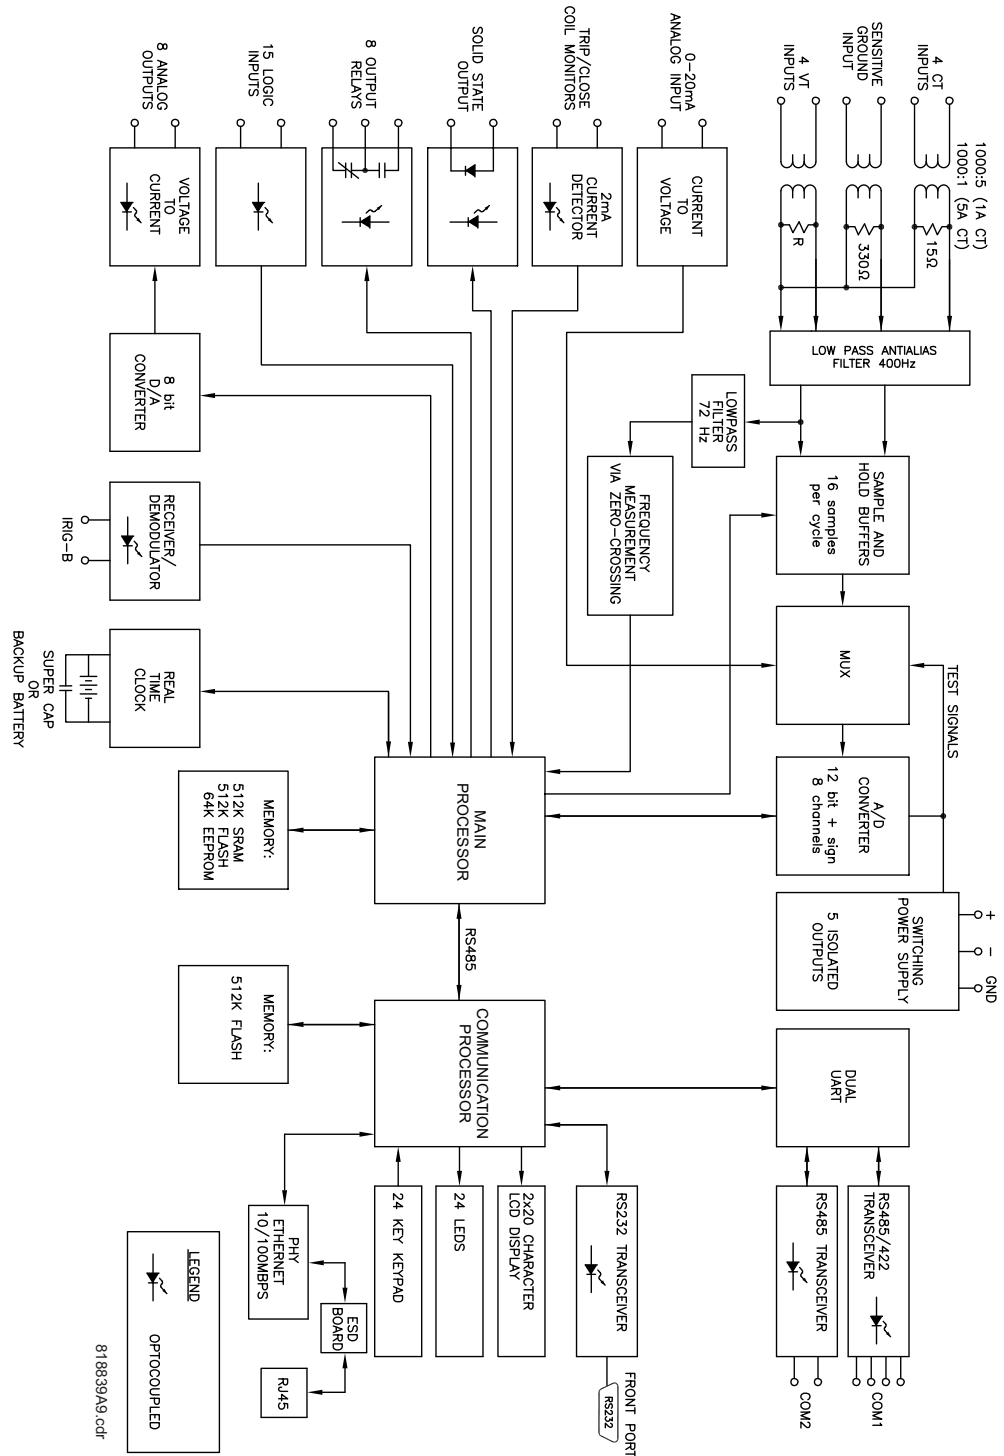 1000:5 (1A CT)
1000:1 (5A CT)
4 CT
INPUTS
SENSITIVE
GROUND
INPUT
4 VT
INPUTS
15Ω
330Ω
R
0-20mA
ANALOG INPUT
TRIP/CLOSE
COIL MONITORS
SOLID STATE
OUTPUT
8 OUTPUT
RELAYS
15 LOGIC
INPUTS
8 ANALOG
OUTPUTS
CURRENT
TO
VOLTAGE
2mA
CURRENT
DETECTOR
VOLTAGE
TO
CURRENT
LOW PASS ANTIALIAS
FILTER 400Hz
LOWPASS
FILTER
72 Hz
8 bit
D/A
CONVERTER
SAMPLE AND
HOLD BUFFERS
16 samples
per cycle
FREQUENCY
MEASUREMENT
VIA ZERO-CROSSING
RECEIVER/
DEMODULATOR
IRIG-B
MUX
TEST SIGNALS
REAL
TIME
CLOCK
SUPER CAP
OR
BACKUP BATTERY
A/D
CONVERTER
12 bit + sign
8 channels
MAIN
PROCESSOR
MEMORY:
512K SRAM
512K FLASH
64K EEPROM
+
-
GND
SWITCHING
POWER SUPPLY
5 ISOLATED
OUTPUTS
RS485
DUAL
UART
COMMUNICATION
PROCESSOR
MEMORY:
512K FLASH
RS485/422
TRANSCEIVER
COM1
RS485 TRANSCEIVER
COM2
RS232 TRANSCEIVER
FRONT PORT
RS232
2x20 CHARACTER
LCD DISPLAY
24 LEDS
24 KEY KEYPAD
PHY
ETHERNET
10/100MBPS
ESD
BOARD
RJ45
LEGEND
OPTOCOUPLED
818839A9.cdr